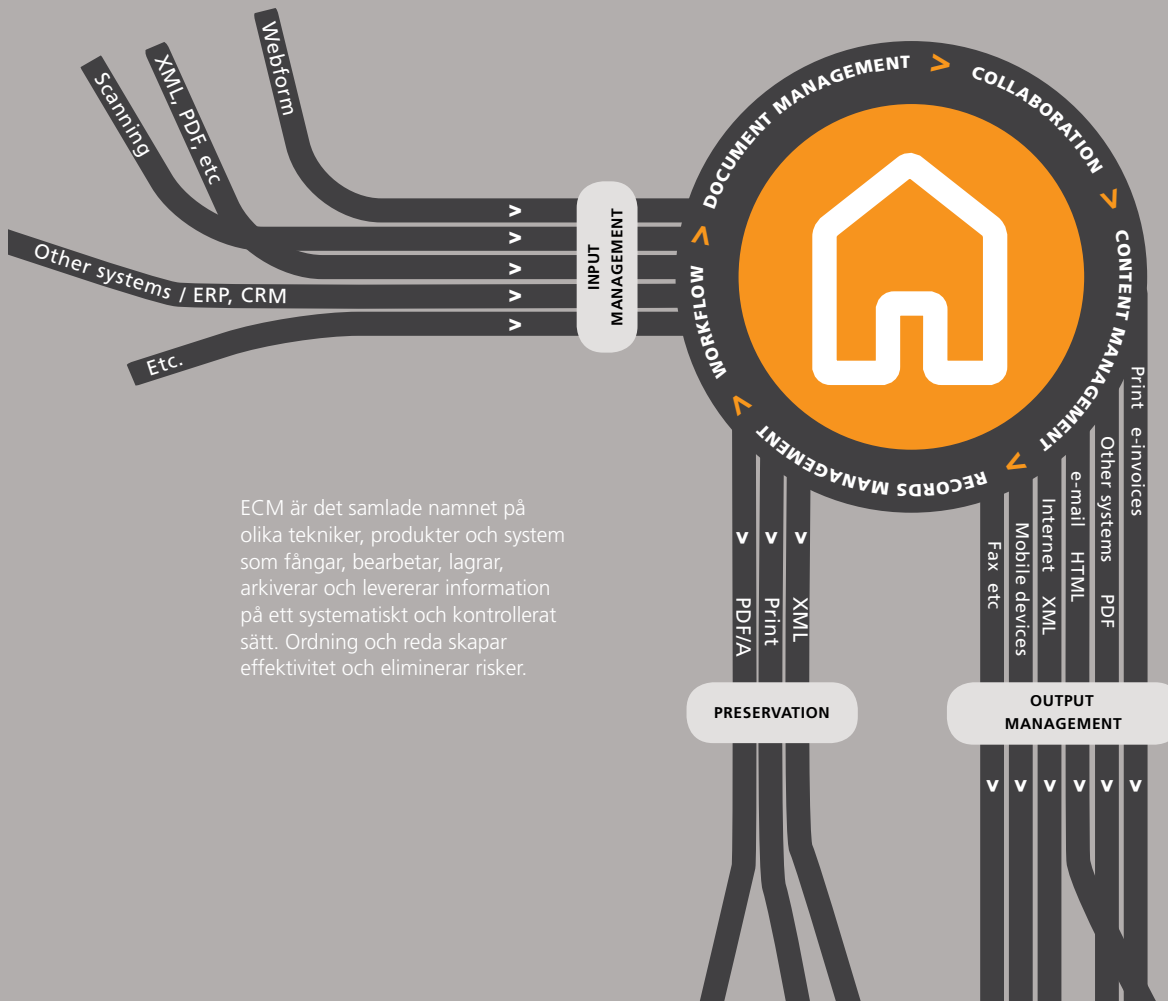 Webform
XML, PDF, etc
Scanning
Other systems / ERP, CRM
Etc.
INPUT
MANAGEMENT
DOCUMENT MANAGEMENT >
COLLABORATION >
CONTENT MANAGEMENT >
RECORDS MANAGEMENT >
WORKFLOW >
ECM är det samlade namnet på
olika tekniker, produkter och system
som fångar, bearbetar, lagrar,
arkiverar och levererar information
på ett systematiskt och kontrollerat
sätt. Ordning och reda skapar
effektivitet och eliminerar risker.
PDF/A
Print
XML
PRESERVATION
Fax etc
Mobile devices
Internet XML
e-mail HTML
Other systems PDF
Print e-invoices
OUTPUT
MANAGEMENT